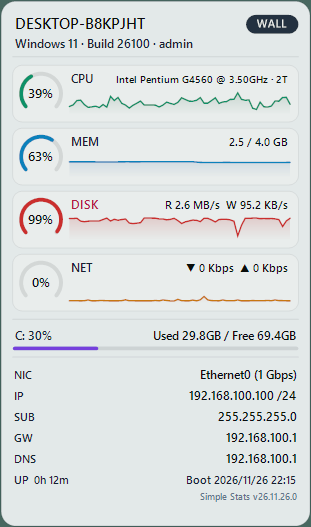 DESKTOP-B8KPJHT WALL
Windows 11 · Build 26100 · admin
CPU Intel Pentium G4560 @ 3.50GHz · 2T
39%
MEM 2.5 / 4.0 GB
63%
DISK R 2.6 MB/s W 95.2 KB/s
99%
NET ▼ 0 Kbps ▲ 0 Kbps
0%
C: 30% Used 29.8GB / Free 69.4GB
NIC Ethernet0 (1 Gbps)
IP 192.168.100.100 /24
SUB 255.255.255.0
GW 192.168.100.1
DNS 192.168.100.1
UP 0h 12m Boot 2026/11/26 22:15
Simple Stats v26.11.26.0